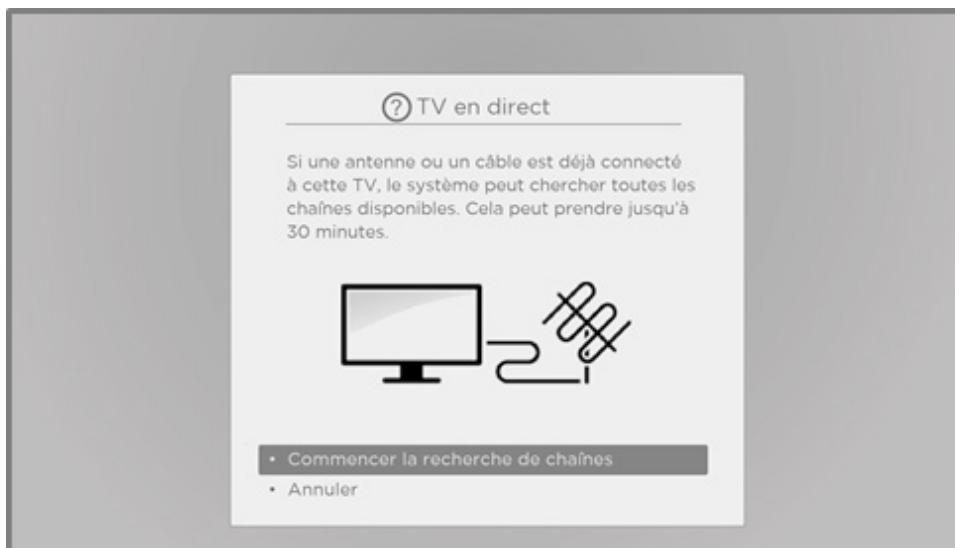 ? TV en direct
Si une antenne ou un câble est déjà connecté
à cette TV, le système peut chercher toutes les
chaînes disponibles. Cela peut prendre jusqu'à
30 minutes.
• Commencer la recherche de chaînes
• Annuler